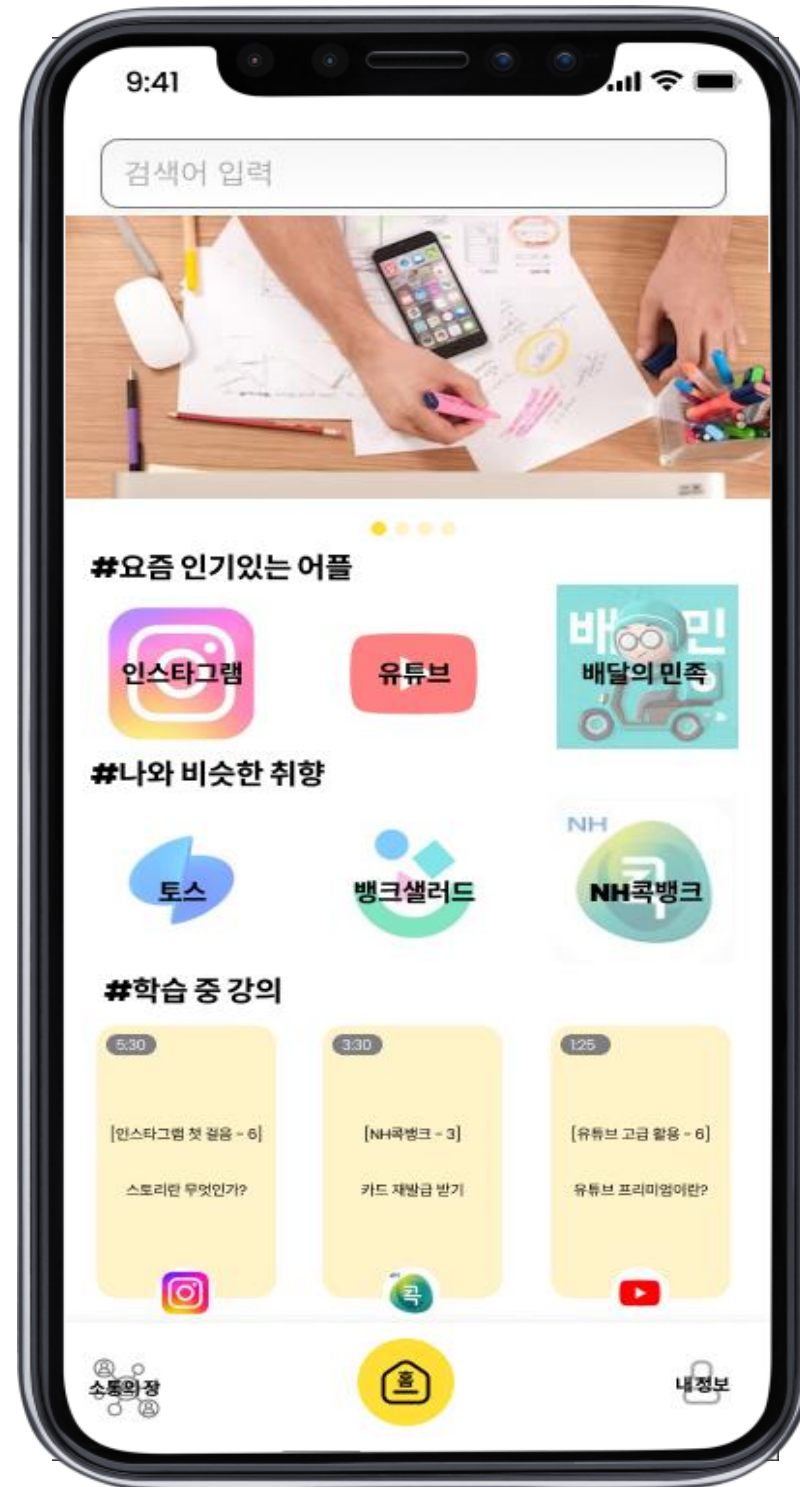 9:41
검색어 입력
#요즘 인기있는 어플
인스타그램
유튜브
배민
배달의 민족
#나와 비슷한 취향
토스
뱅크샐러드
NH
콕
NH콕뱅크
#학습 중 강의
5:30
3:30
1:25
[인스타그램 첫 걸음 - 6]
[NH콕뱅크 - 3]
[유튜브 고급 활용 - 6]
스토리란 무엇인가?
카드 재발급 받기
유튜브 프리미엄이란?
콕
소통의 장
홈
내 정보